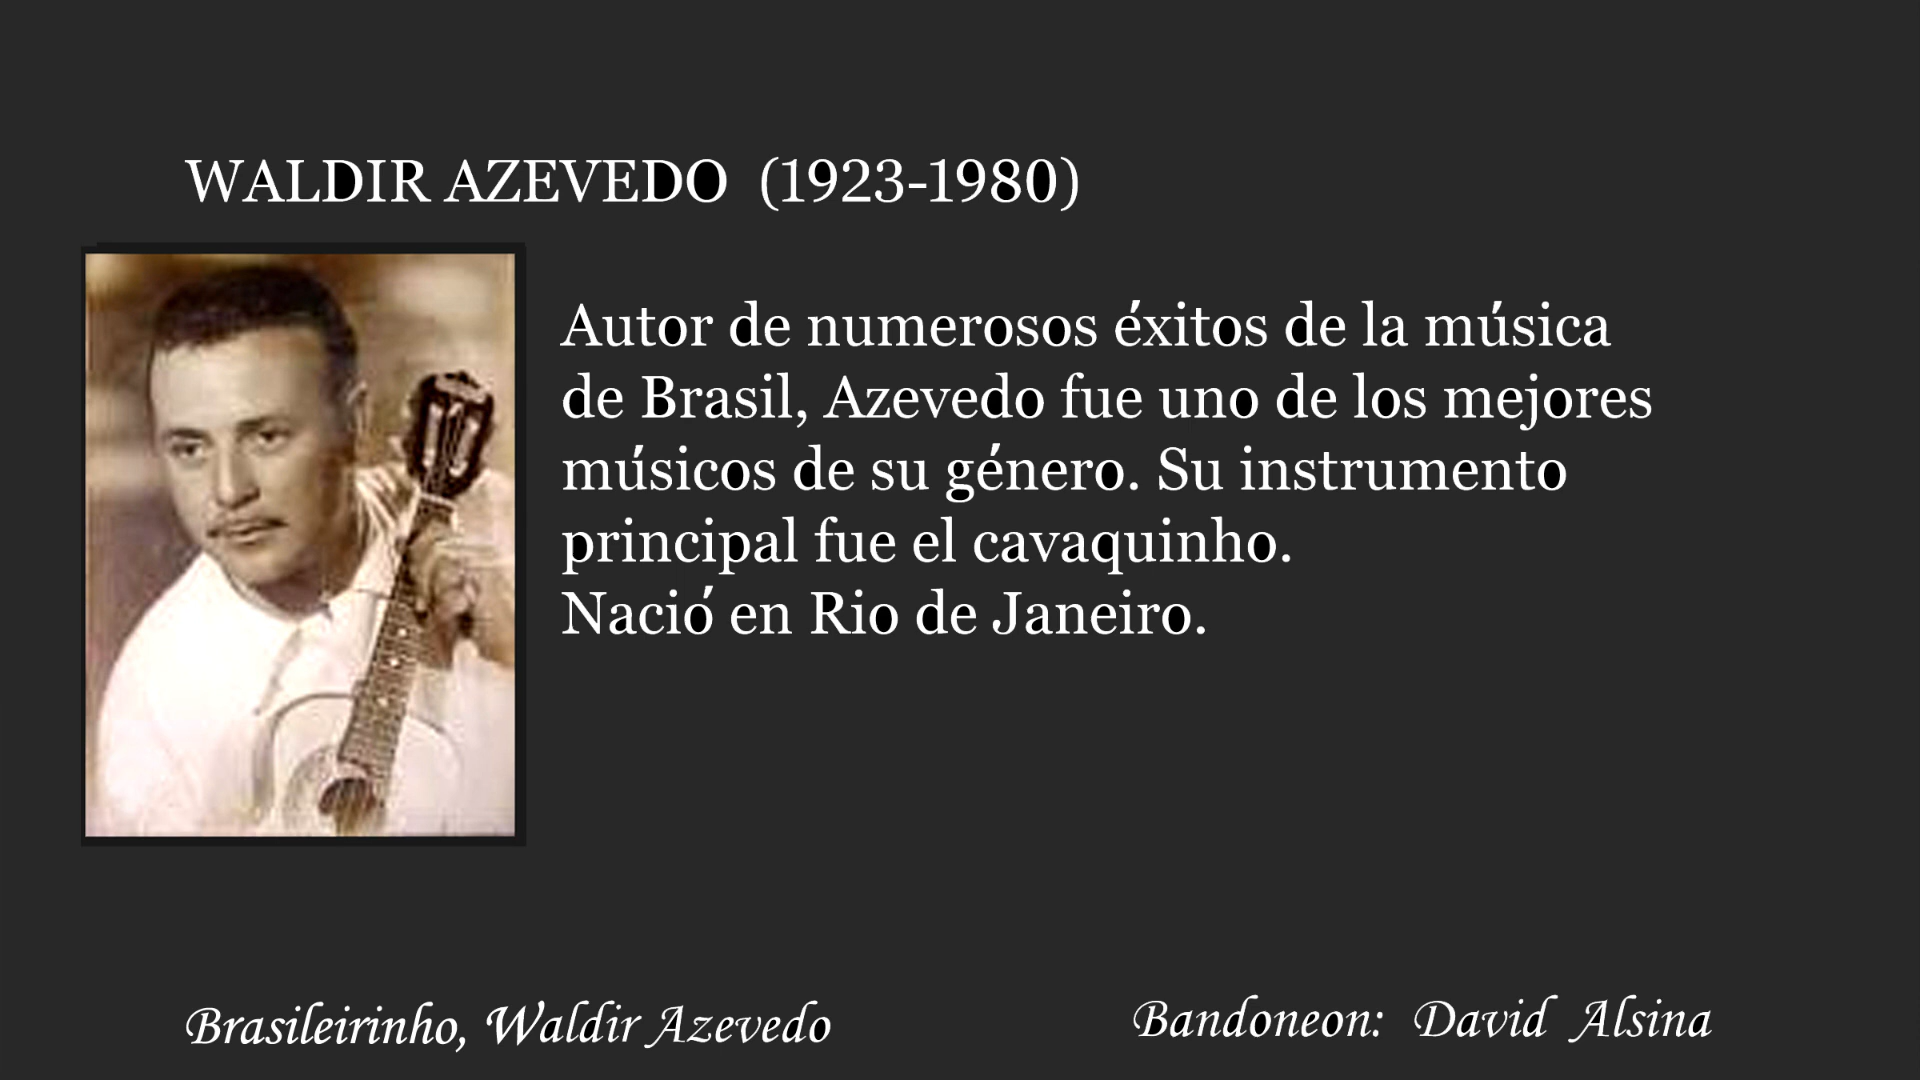 WALDIR AZEVEDO (1923-1980)
Autor de numerosos éxitos de la música
de Brasil, Azevedo fue uno de los mejores
músicos de su género. Su instrumento
principal fue el cavaquinho.
Nació en Rio de Janeiro.
Brasileirinho, Waldir Azevedo
Bandoneon: David Alsina